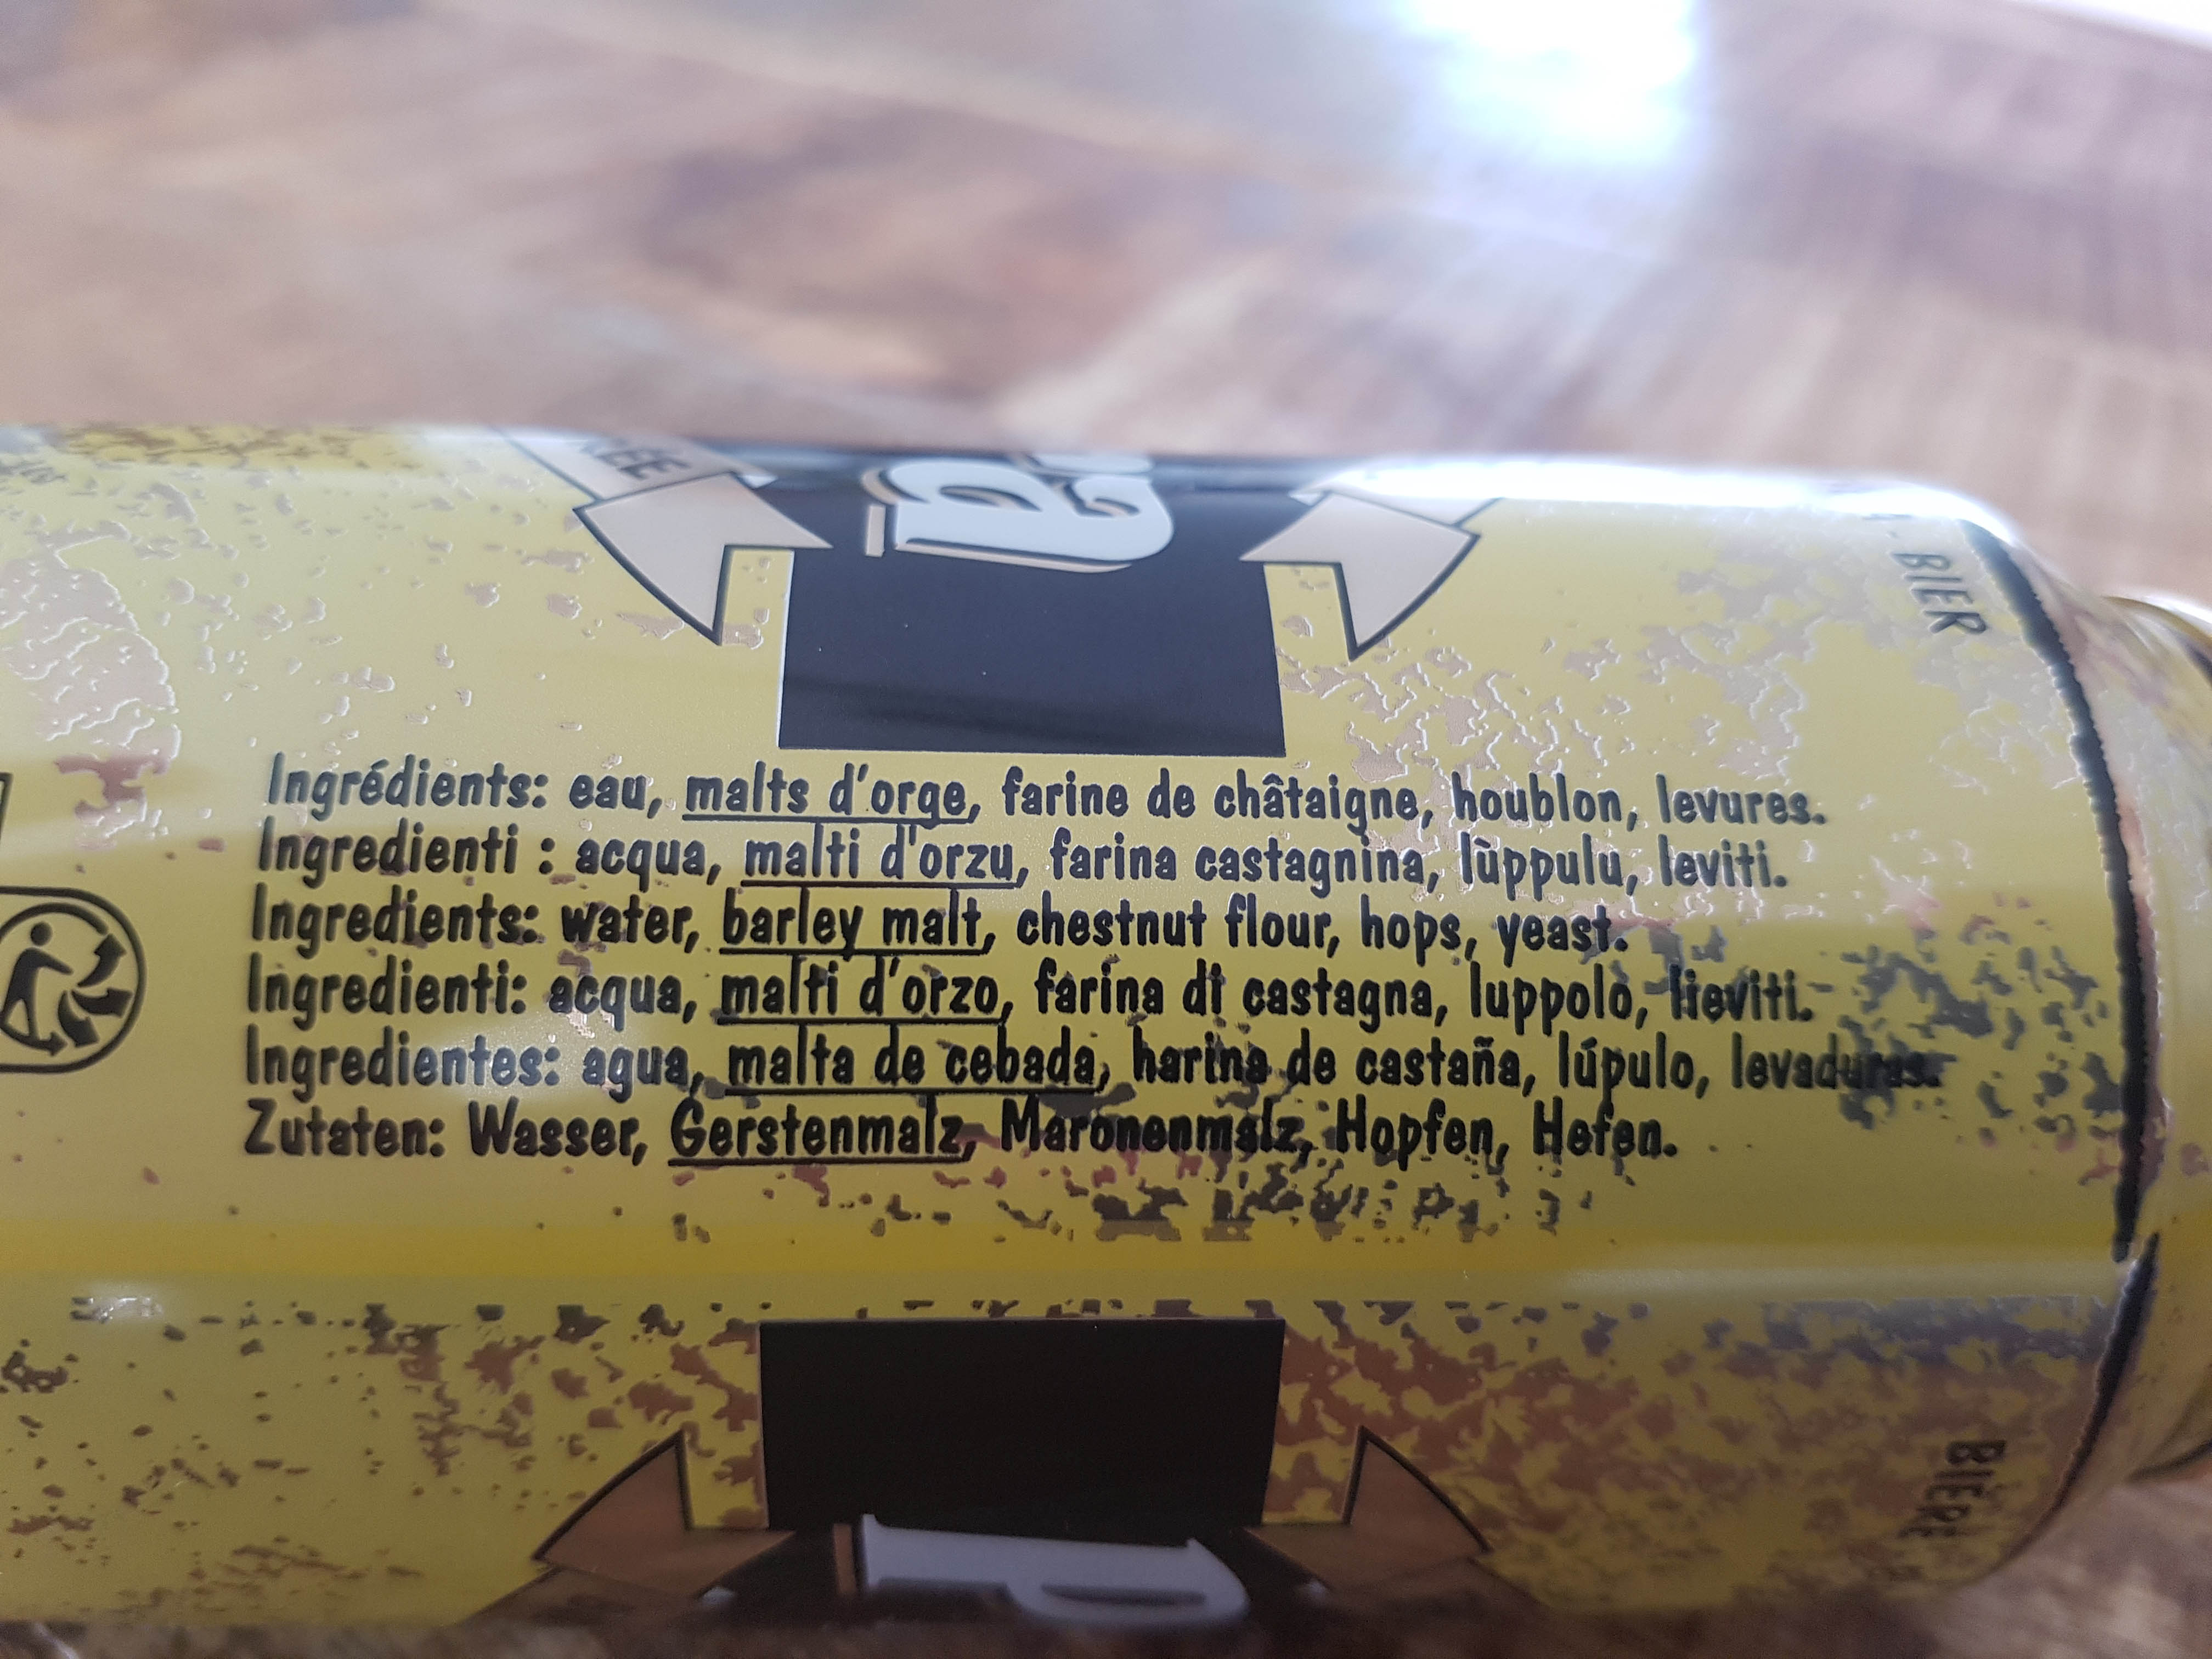 RÉE
a
BIER
Ingrédients: eau, malts d'orge, farine de châtaigne, houblon, levures.
Ingredienti : acqua, malti d'orzu, farina castagnina, lùppulu, leviti.
Ingredients: water, barley malt, chestnut flour, hops, yeast.
Ingredienti: acqua, malti d'orzo, farina di castagna, luppolo, lieviti.
Ingredientes: agua, malta de cebada, harina de castaña, lúpulo, levaduras.
Zutaten: Wasser, Gerstenmalz, Maronenmalz, Hopfen, Hefen.
BIÈRE
P